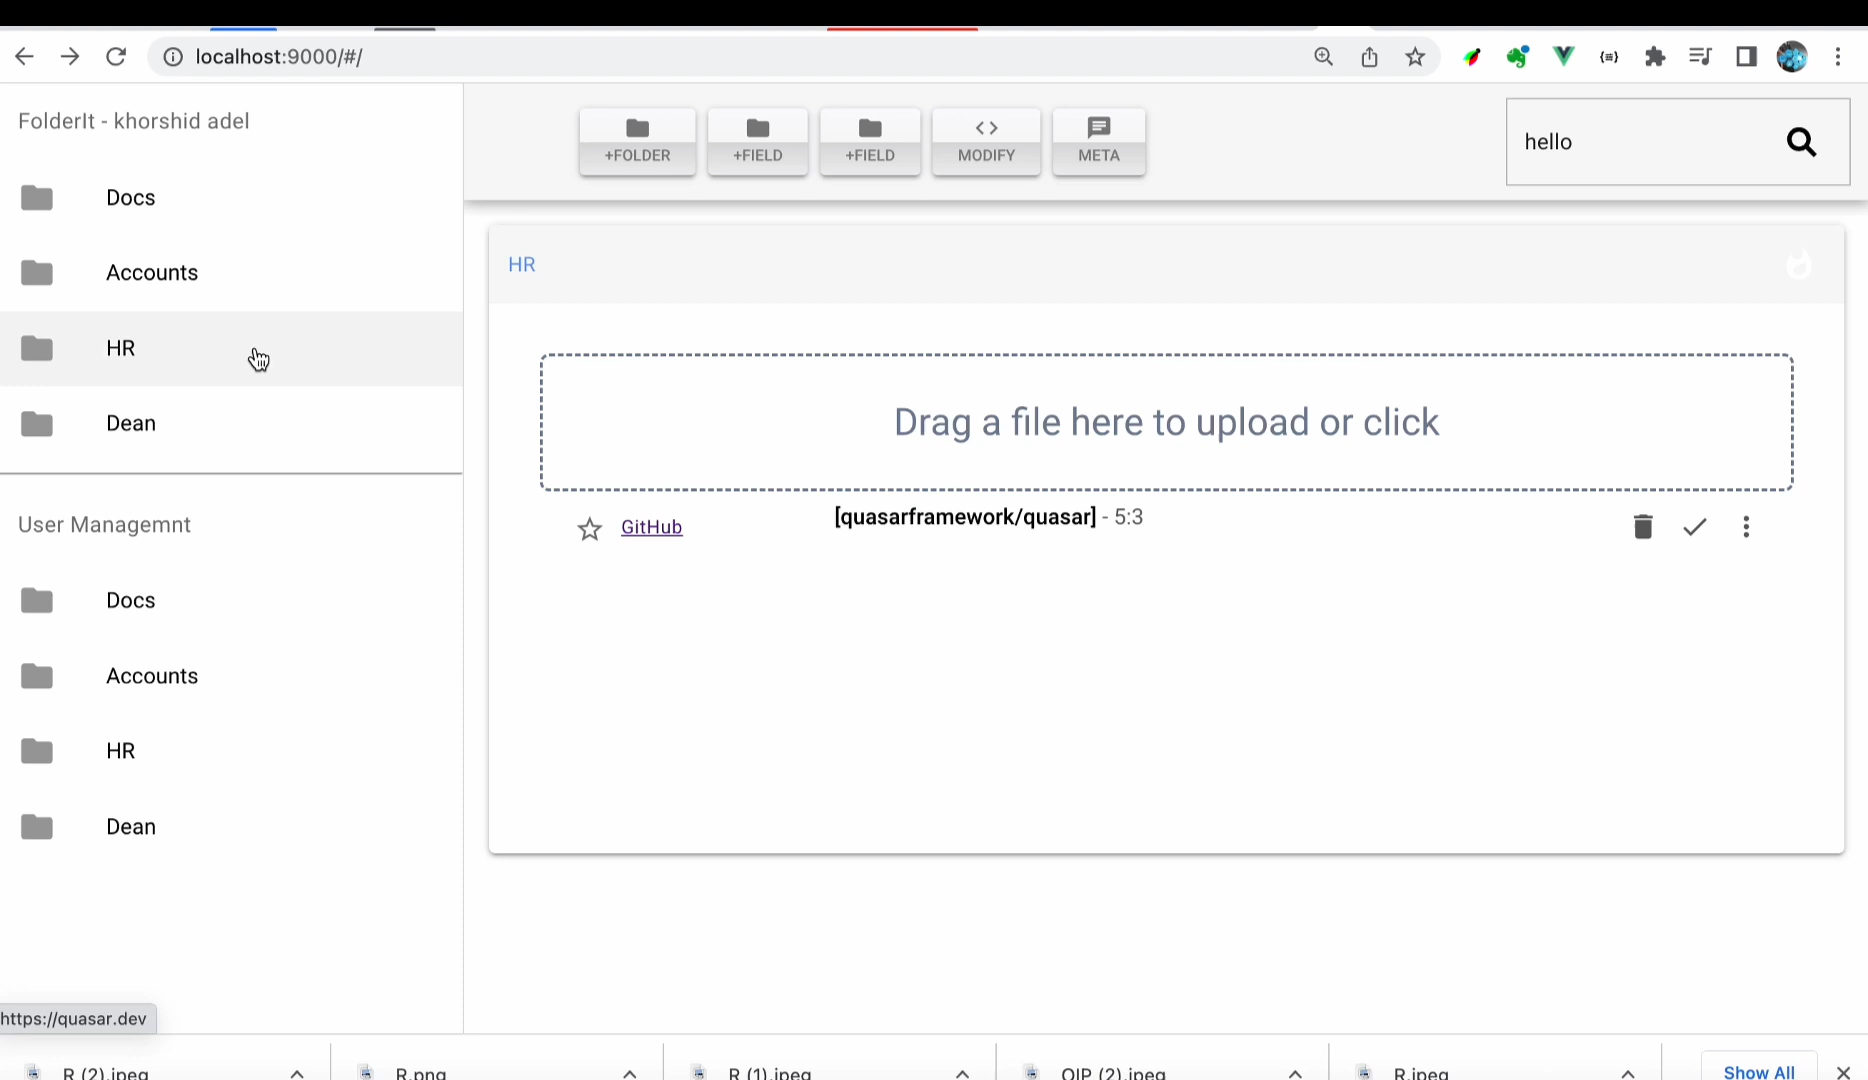 localhost:9000/#/
FolderIt - khorshid adel
Docs
Accounts
HR
Dean
User Managemnt
Docs
Accounts
HR
Dean
+FOLDER
+FIELD
+FIELD
MODIFY
META
hello
HR
Drag a file here to upload or click
GitHub
[quasarframework/quasar] - 5:3
https://quasar.dev
R (2).jpeg
R.png
R (1).jpeg
OIP (2).jpeg
R.jpeg
Show All